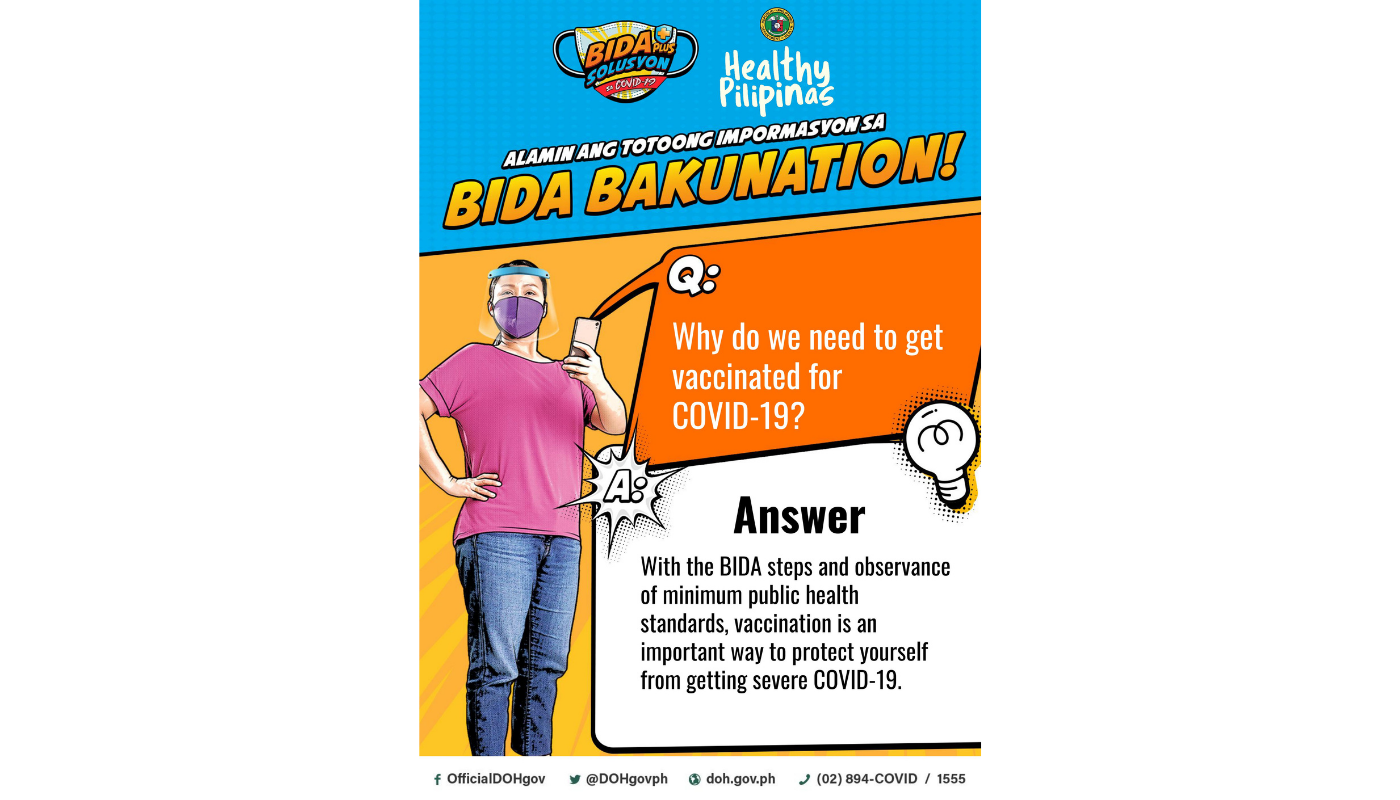 BIDA PLUS
SOLUSYON
sa COVID-19
Healthy
Pilipinas
ALAMIN ANG TOTOONG IMPORMASYON SA
BIDA BAKUNATION!
Q:
Why do we need to get
vaccinated for
COVID-19?
A:
Answer
With the BIDA steps and observance
of minimum public health
standards, vaccination is an
important way to protect yourself
from getting severe COVID-19.
OfficialDOHgov @DOHgovph doh.gov.ph (02) 894-COVID / 1555